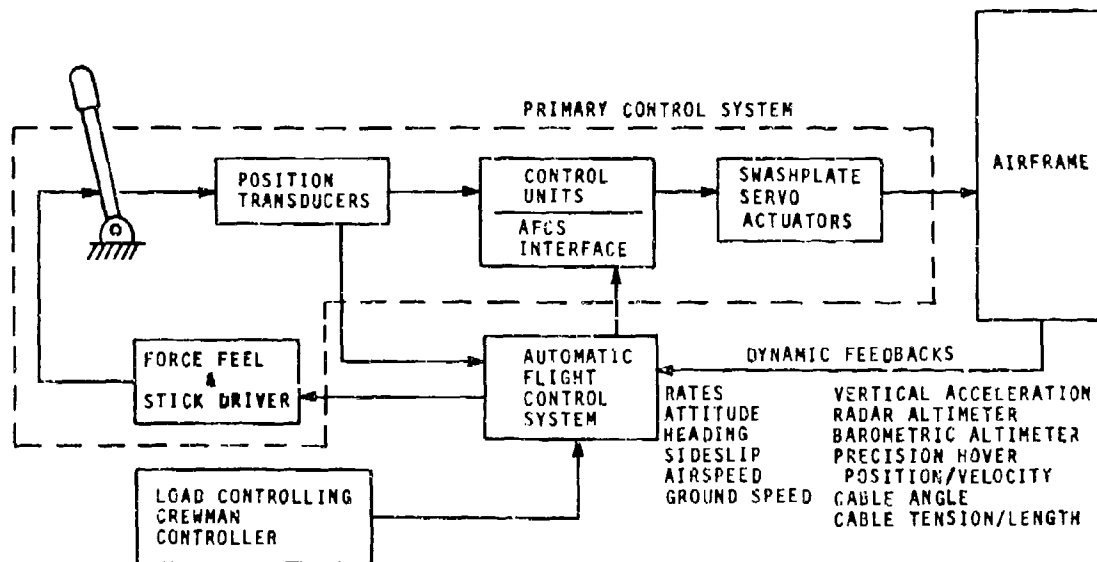 PRIMARY CONTROL SYSTEM
POSITION
TRANSDUCERS
CONTROL
UNITS
AFCS
INTERFACE
SWASHPLATE
SERVO
ACTUATORS
AIRFRAME
FORCE FEEL
&
STICK DRIVER
AUTOMATIC
FLIGHT
CONTROL
SYSTEM
DYNAMIC FEEDBACKS
RATES
ATTITUDE
HEADING
SIDESLIP
AIRSPEED
GROUND SPEED
VERTICAL ACCELERATION
RADAR ALTIMETER
BAROMETRIC ALTIMETER
PRECISION HOVER
POSITION/VELOCITY
CABLE ANGLE
CABLE TENSION/LENGTH
LOAD CONTROLLING
CREWMAN
CONTROLLER